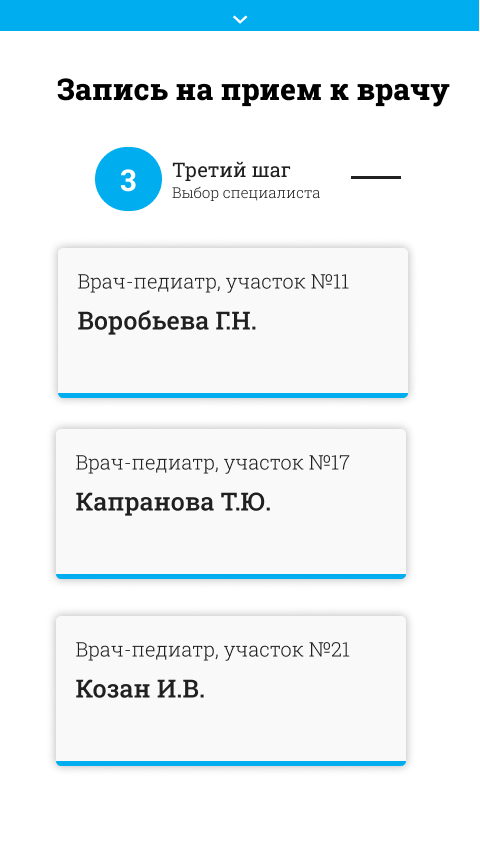 Запись на прием к врачу
3
Третий шаг
Выбор специалиста
Врач-педиатр, участок №11
Воробьева Г.Н.
Врач-педиатр, участок №17
Капранова Т.Ю.
Врач-педиатр, участок №21
Козан И.В.